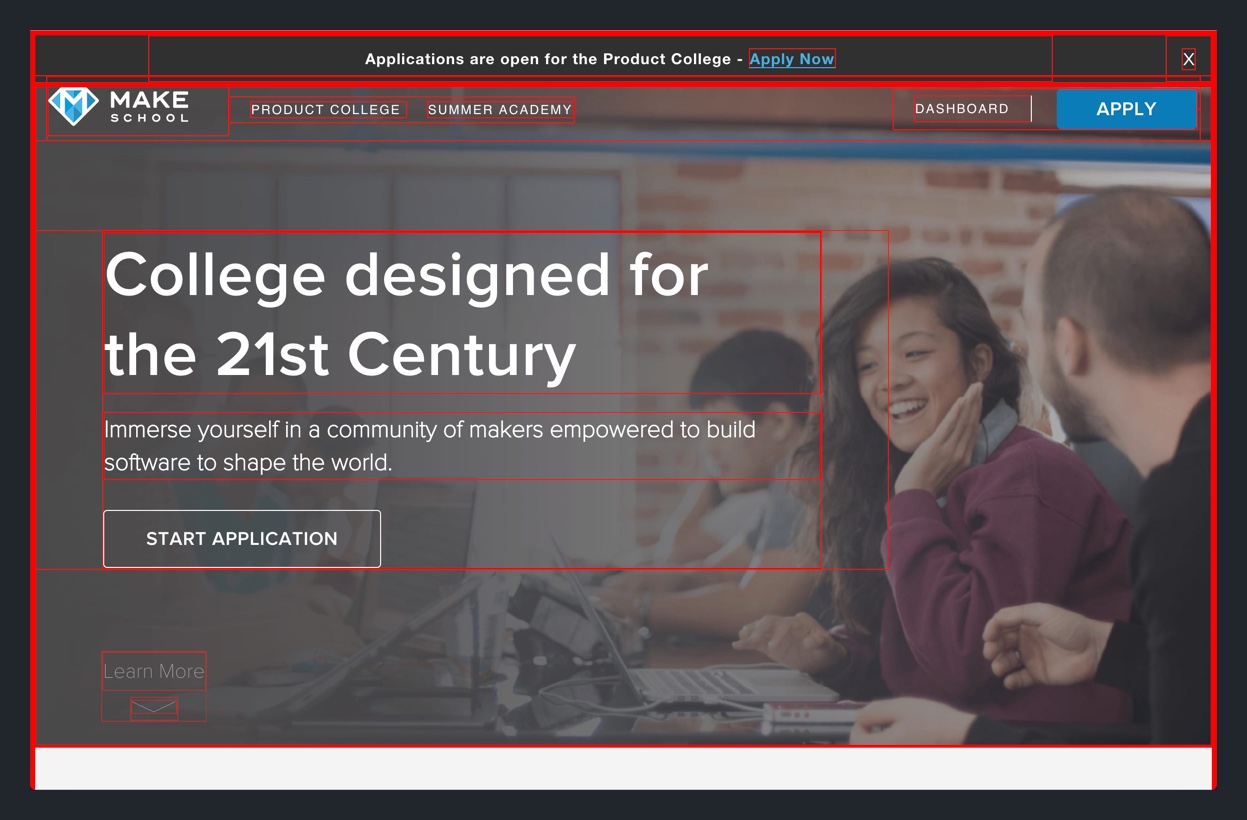 Applications are open for the Product College - Apply Now
X
MAKE
SCHOOL
PRODUCT COLLEGE
SUMMER ACADEMY
DASHBOARD
APPLY
College designed for
the 21st Century
Immerse yourself in a community of makers empowered to build
software to shape the world.
START APPLICATION
Learn More